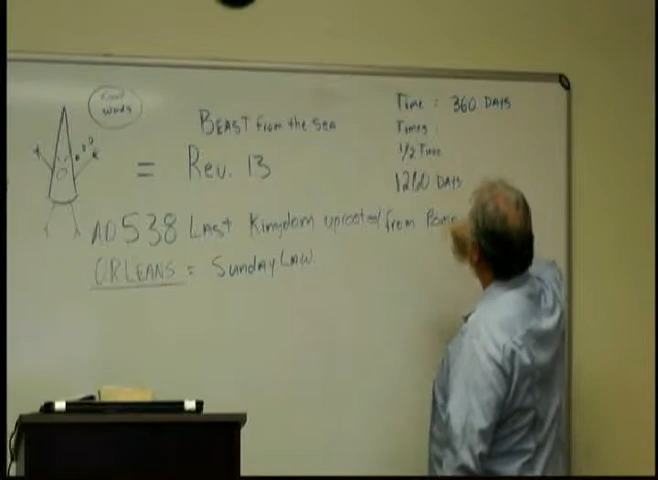 words
BEAST from the sea
= Rev. 13
AD 538 Last Kingdom uprooted from Rome
ORLEANS = Sunday Law
Time : 360 DAYS
Times :
1/2 Time
1260 DAYS